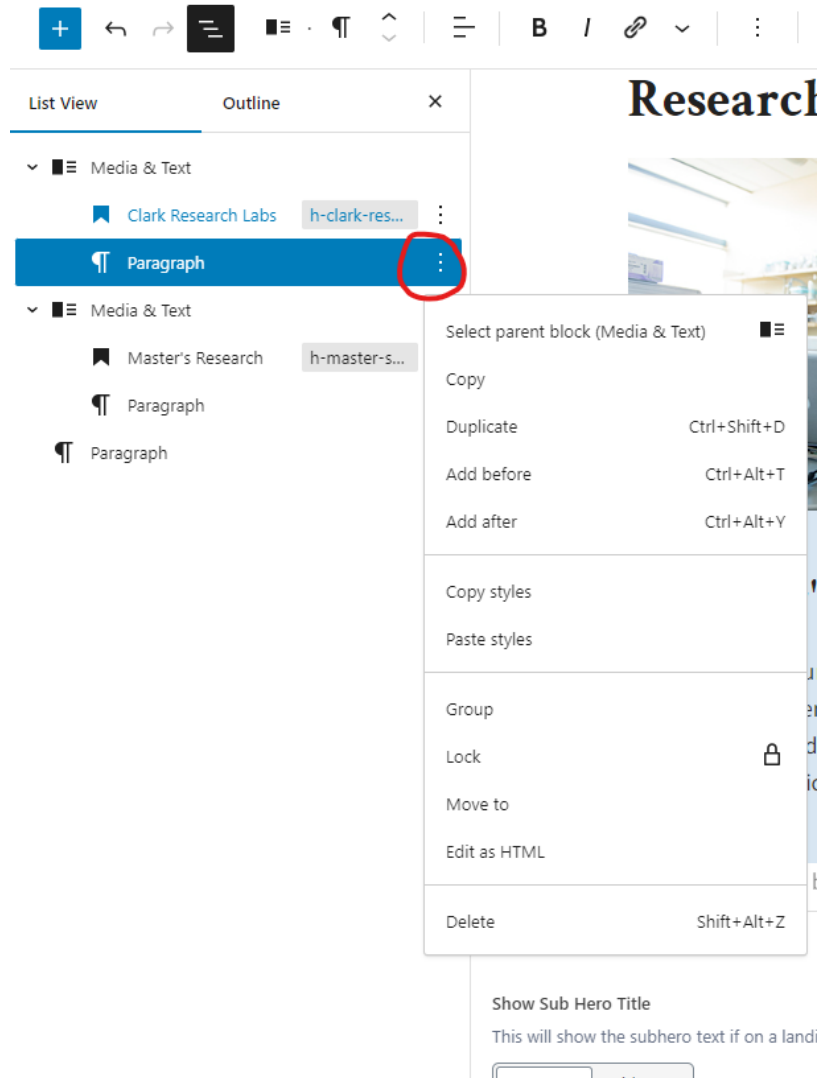 B I
List View Outline
Research
Media & Text
Clark Research Labs h-clark-res...
Paragraph
Media & Text
Master's Research h-master-s...
Paragraph
Paragraph
Select parent block (Media & Text)
Copy
Duplicate Ctrl+Shift+D
Add before Ctrl+Alt+T
Add after Ctrl+Alt+Y
Copy styles
Paste styles
Group
Lock
Move to
Edit as HTML
Delete Shift+Alt+Z
Show Sub Hero Title
This will show the subhero text if on a landi